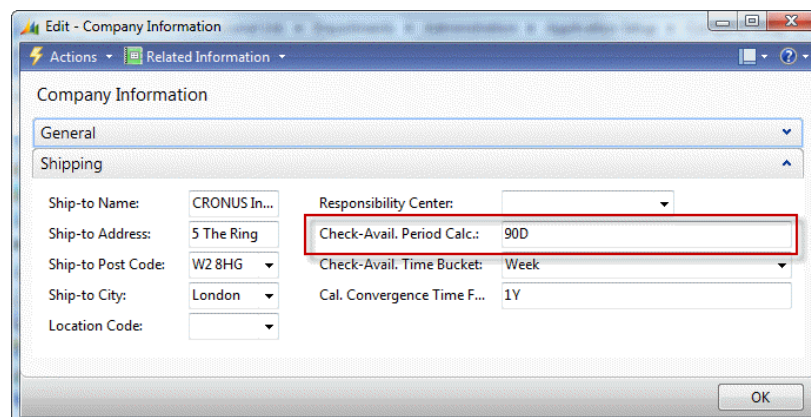 Edit - Company Information
Actions Related Information
Company Information
General
Shipping
Ship-to Name: CRONUS In... Responsibility Center:
Ship-to Address: 5 The Ring Check-Avail. Period Calc.: 90D
Ship-to Post Code: W2 8HG Check-Avail. Time Bucket: Week
Ship-to City: London Cal. Convergence Time F... 1Y
Location Code:
OK